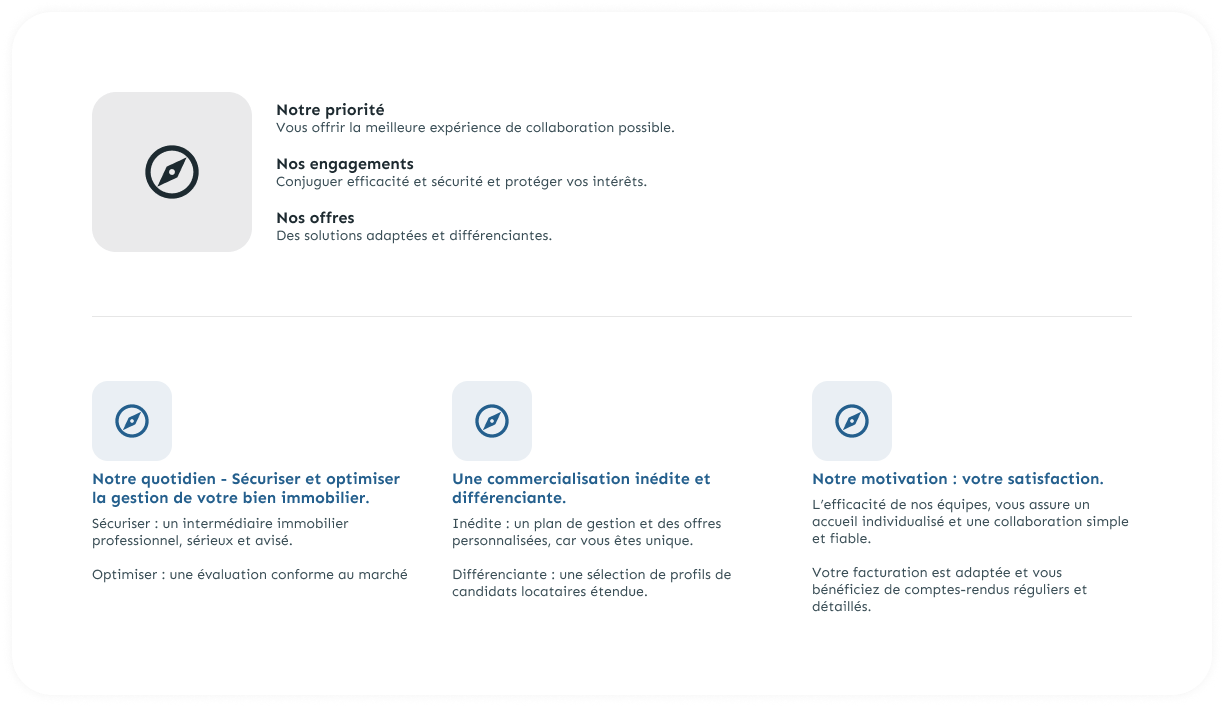 Notre priorité
Vous offrir la meilleure expérience de collaboration possible.
Nos engagements
Conjuguer efficacité et sécurité et protéger vos intérêts.
Nos offres
Des solutions adaptées et différenciantes.
Notre quotidien - Sécuriser et optimiser
la gestion de votre bien immobilier.
Sécuriser : un intermédiaire immobilier
professionnel, sérieux et avisé.
Optimiser : une évaluation conforme au marché
Une commercialisation inédite et
différenciante.
Inédite : un plan de gestion et des offres
personnalisées, car vous êtes unique.
Différenciante : une sélection de profils de
candidats locataires étendue.
Notre motivation : votre satisfaction.
L’efficacité de nos équipes, vous assure un
accueil individualisé et une collaboration simple
et fiable.
Votre facturation est adaptée et vous
bénéficiez de comptes-rendus réguliers et
détaillés.